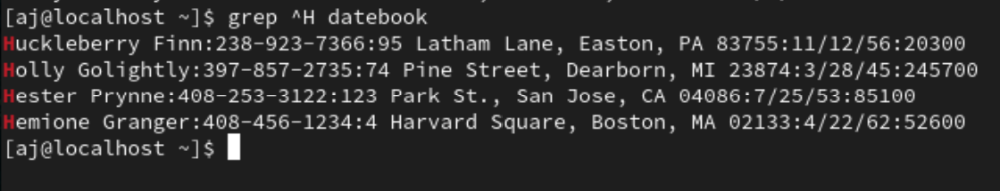 [aj@localhost ~]$ grep ^H datebook
Huckleberry Finn:238-923-7366:95 Latham Lane, Easton, PA 83755:11/12/56:20300
Holly Golightly:397-857-2735:74 Pine Street, Dearborn, MI 23874:3/28/45:245700
Hester Prynne:408-253-3122:123 Park St., San Jose, CA 04086:7/25/53:85100
Hemione Granger:408-456-1234:4 Harvard Square, Boston, MA 02133:4/22/62:52600
[aj@localhost ~]$